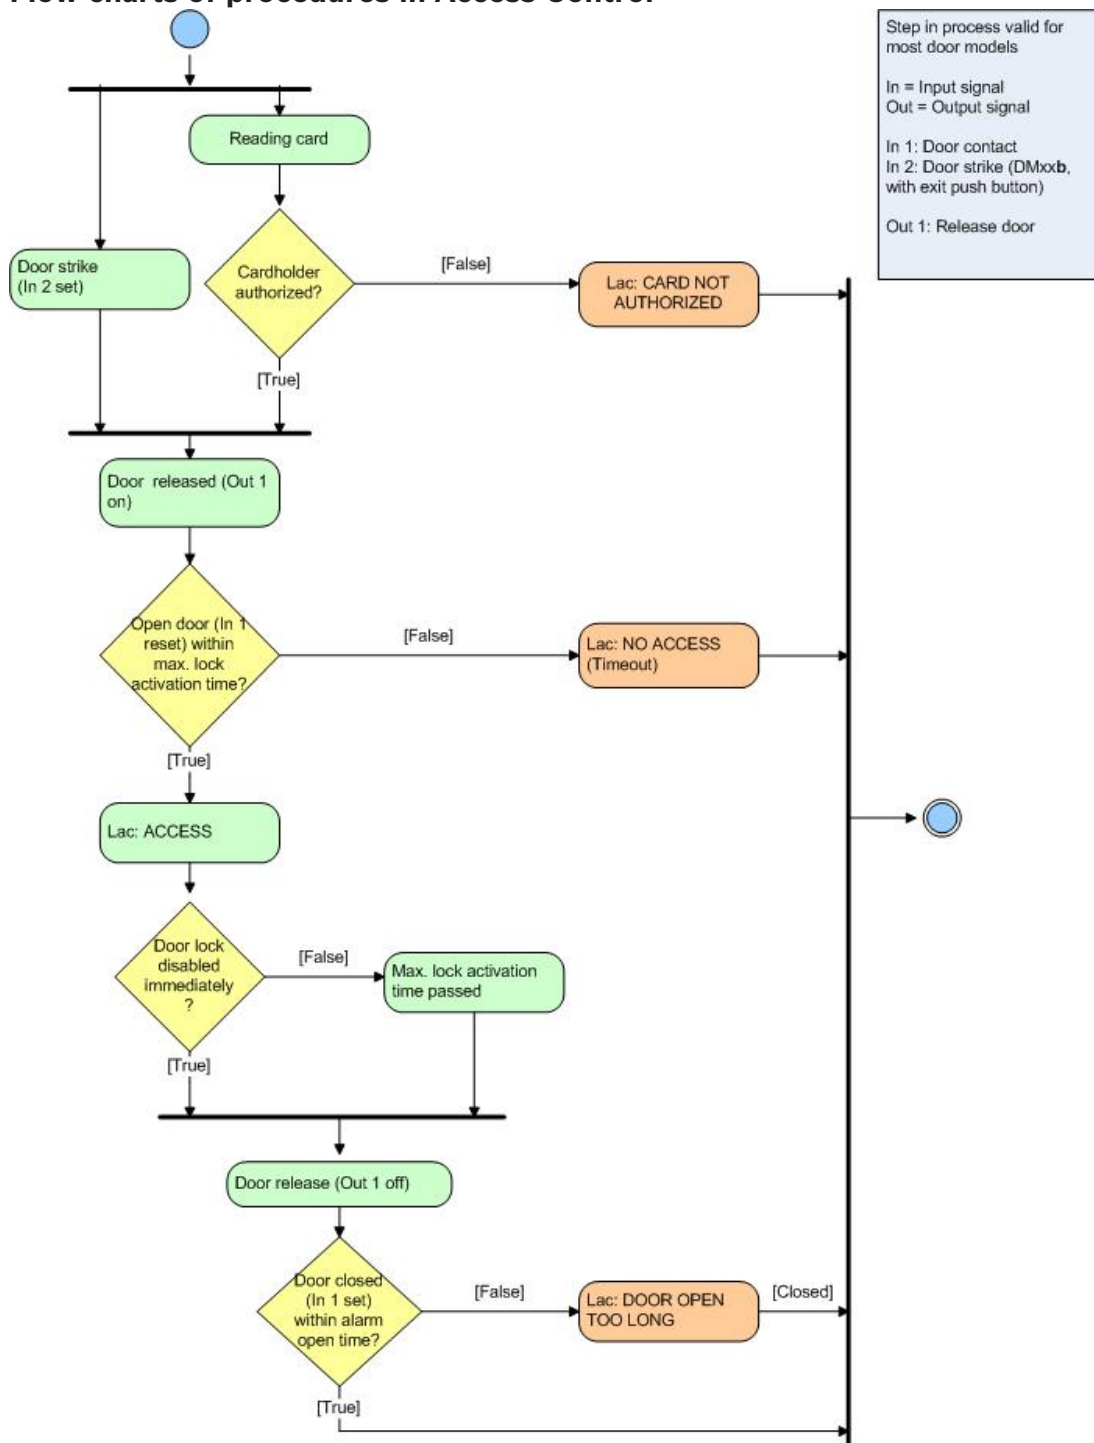 Flow charts of procedures in Access Control
Step in process valid for
most door models
In = Input signal
Out = Output signal
In 1: Door contact
In 2: Door strike (DMxxb,
with exit push button)
Out 1: Release door
Reading card
Door strike
(In 2 set)
Cardholder
authorized?
[False]
Lac: CARD NOT
AUTHORIZED
[True]
Door released (Out 1
on)
Open door (In 1
reset) within
max. lock
activation time?
[False]
Lac: NO ACCESS
(Timeout)
[True]
Lac: ACCESS
Door lock
disabled
immediately
?
[False]
Max. lock activation
time passed
[True]
Door release (Out 1 off)
Door closed
(In 1 set)
within alarm
open time?
[False]
Lac: DOOR OPEN
TOO LONG
[Closed]
[True]